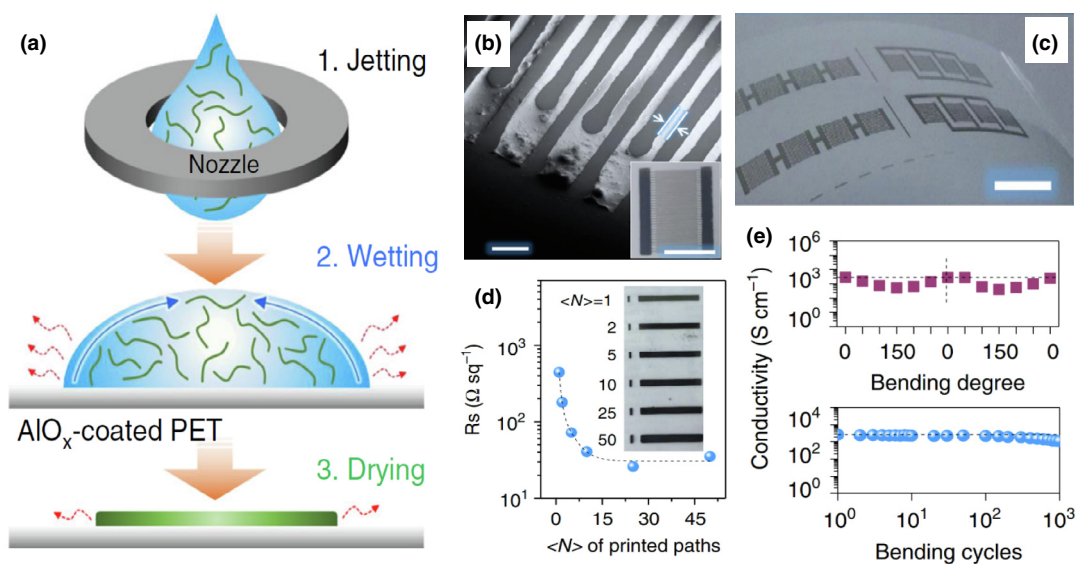 (a)
1. Jetting
Nozzle
2. Wetting
AlOₓ-coated PET
3. Drying
(b)
(c)
(d)
<N>=1
2
5
10
25
50
10³
10²
10¹
Rs (Ω sq⁻¹)
0 15 30 45
<N> of printed paths
(e)
Conductivity (S cm⁻¹)
10⁶
10³
10⁰
0 150 0 150 0
Bending degree
10⁴
10²
10⁰
10⁰ 10¹ 10² 10³
Bending cycles